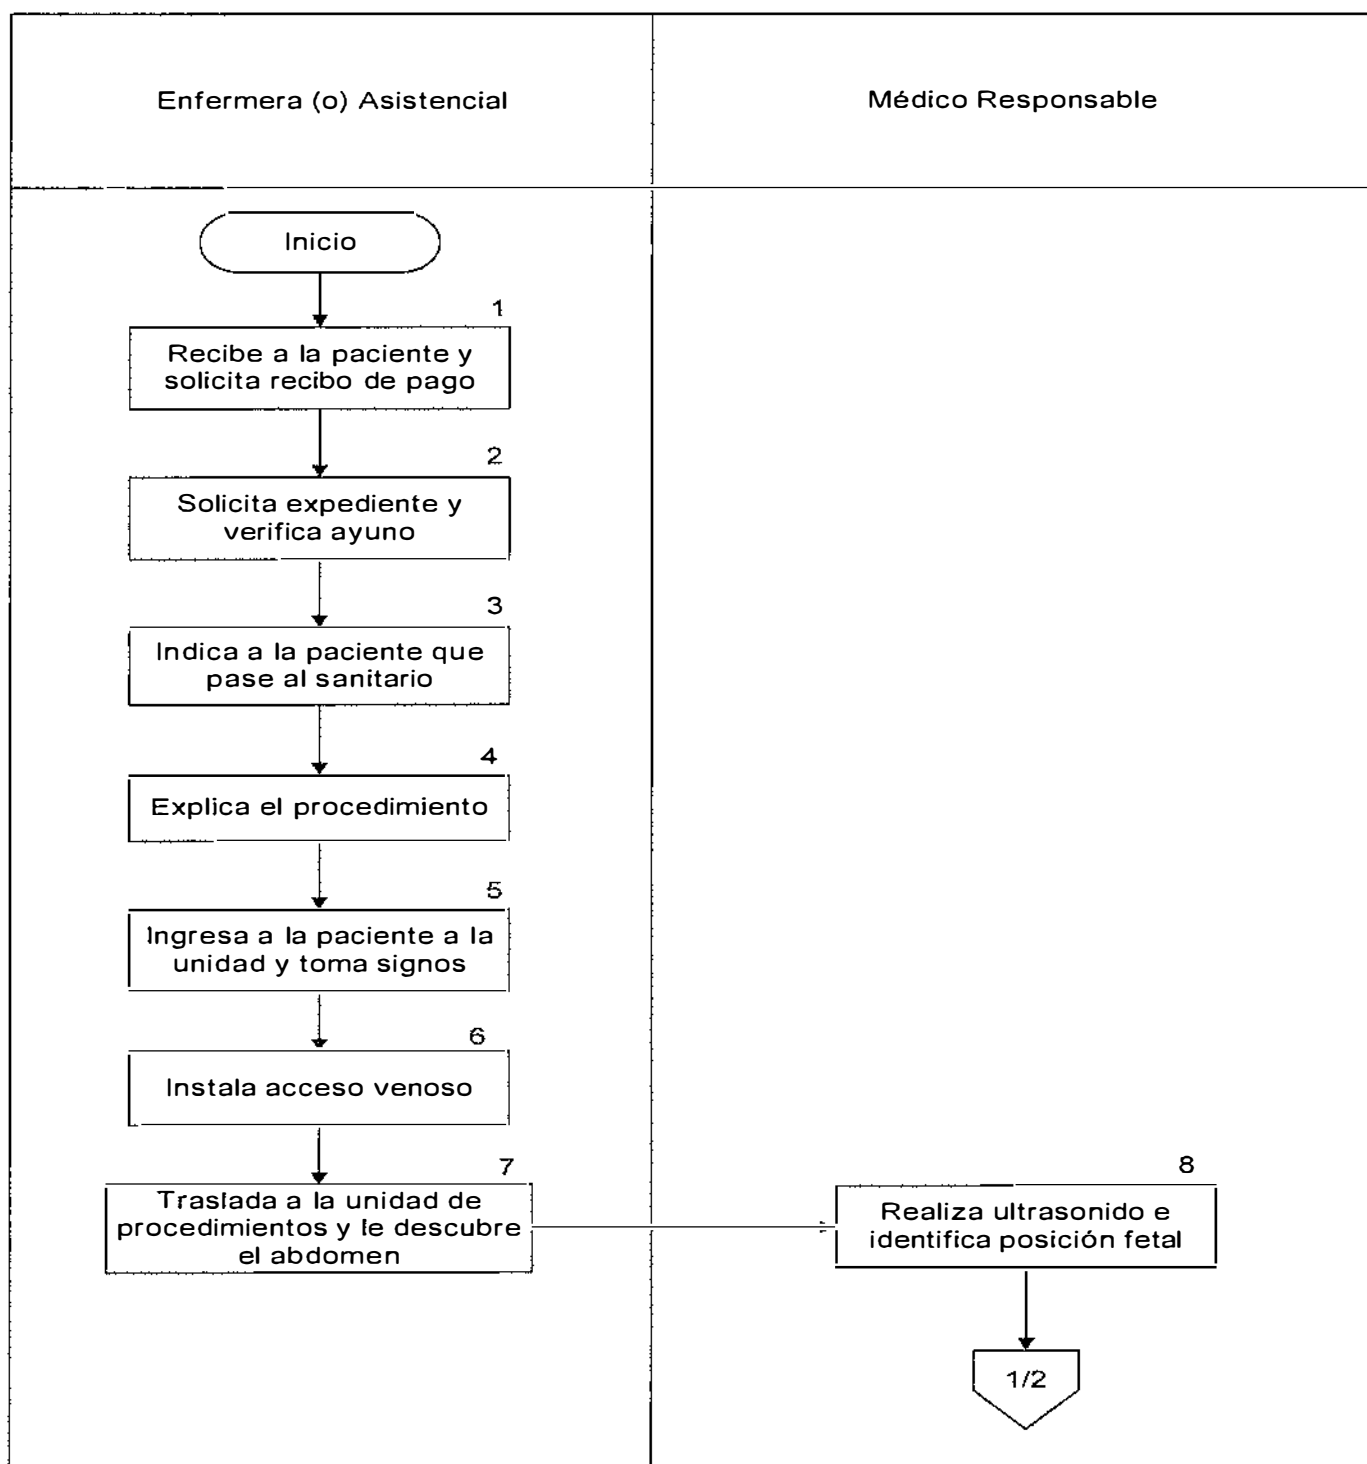 Enfermera (o) Asistencial
Médico Responsable
Inicio
1
Recibe a la paciente y
solicita recibo de pago
2
Solicita expediente y
verifica ayuno
3
Indica a la paciente que
pase al sanitario
4
Explica el procedimiento
5
Ingresa a la paciente a la
unidad y toma signos
6
Instala acceso venoso
7
Traslada a la unidad de
procedimientos y le descubre
el abdomen
8
Realiza ultrasonido e
identifica posición fetal
1/2